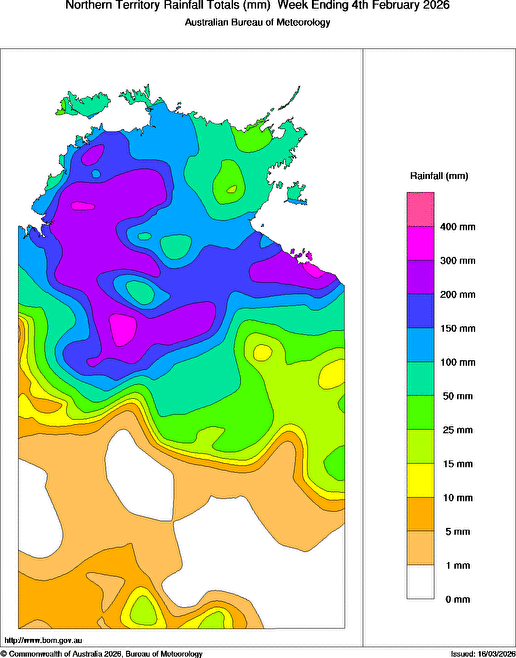 Northern Territory Rainfall Totals (mm)  Week Ending 4th February 2026
Australian Bureau of Meteorology
Rainfall (mm)
400 mm
300 mm
200 mm
150 mm
100 mm
50 mm
25 mm
15 mm
10 mm
5 mm
1 mm
0 mm
http://www.bom.gov.au
© Commonwealth of Australia 2026, Bureau of Meteorology
Issued: 16/03/2026